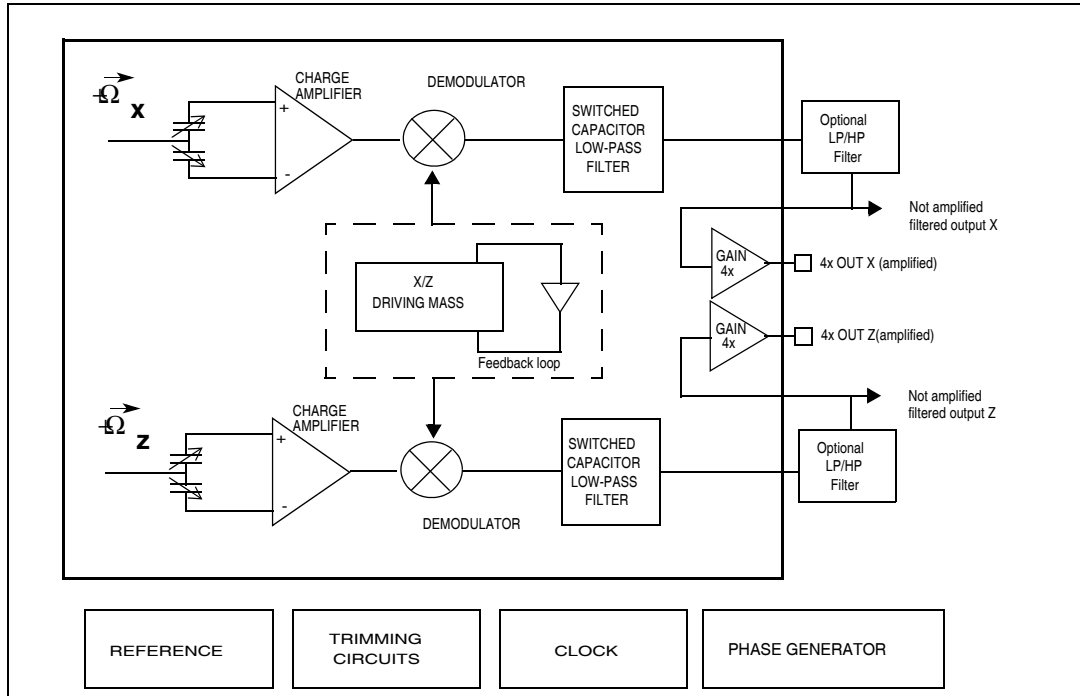 +Ω X
CHARGE
AMPLIFIER
+
-
DEMODULATOR
SWITCHED
CAPACITOR
LOW-PASS
FILTER
Optional
LP/HP
Filter
Not amplified
filtered output X
GAIN
4x
4x OUT X (amplified)
X/Z
DRIVING MASS
Feedback loop
GAIN
4x
4x OUT Z(amplified)
Not amplified
filtered output Z
+Ω Z
CHARGE
AMPLIFIER
+
-
DEMODULATOR
SWITCHED
CAPACITOR
LOW-PASS
FILTER
Optional
LP/HP
Filter
REFERENCE
TRIMMING
CIRCUITS
CLOCK
PHASE GENERATOR